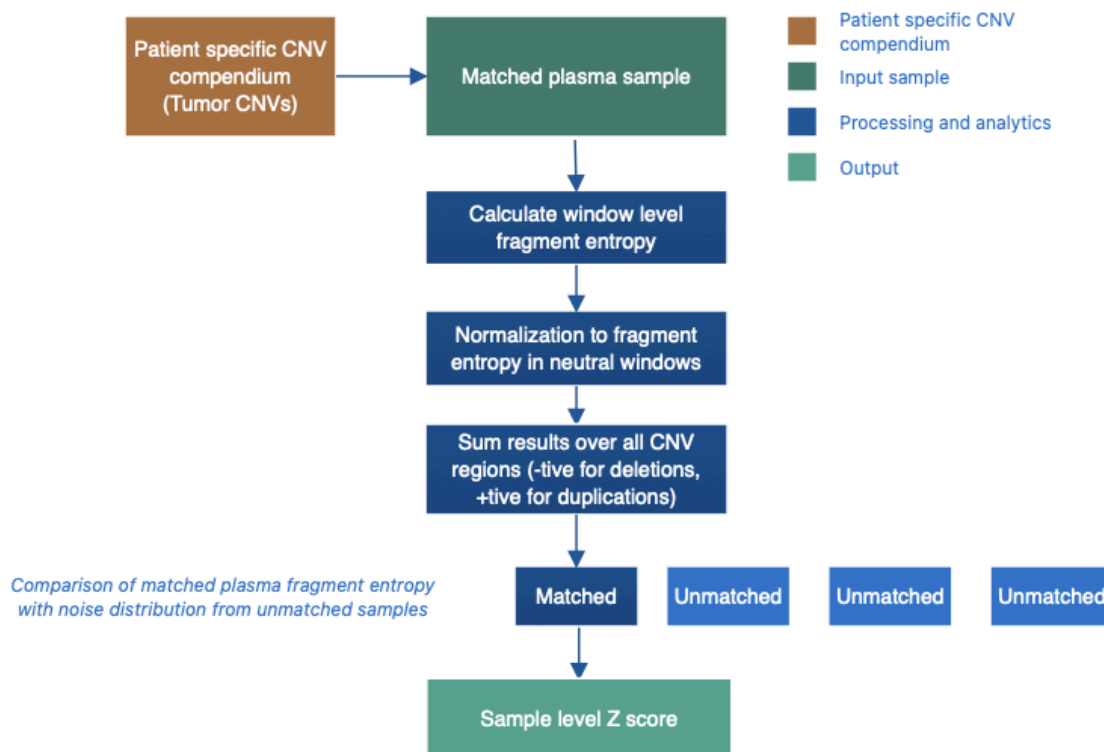 Patient specific CNV
compendium
(Tumor CNVs)
Matched plasma sample
Patient specific CNV
compendium
Input sample
Processing and analytics
Output
Calculate window level
fragment entropy
Normalization to fragment
entropy in neutral windows
Sum results over all CNV
regions (-tive for deletions,
+tive for duplications)
Comparison of matched plasma fragment entropy
with noise distribution from unmatched samples
Matched
Unmatched
Unmatched
Unmatched
Sample level Z score